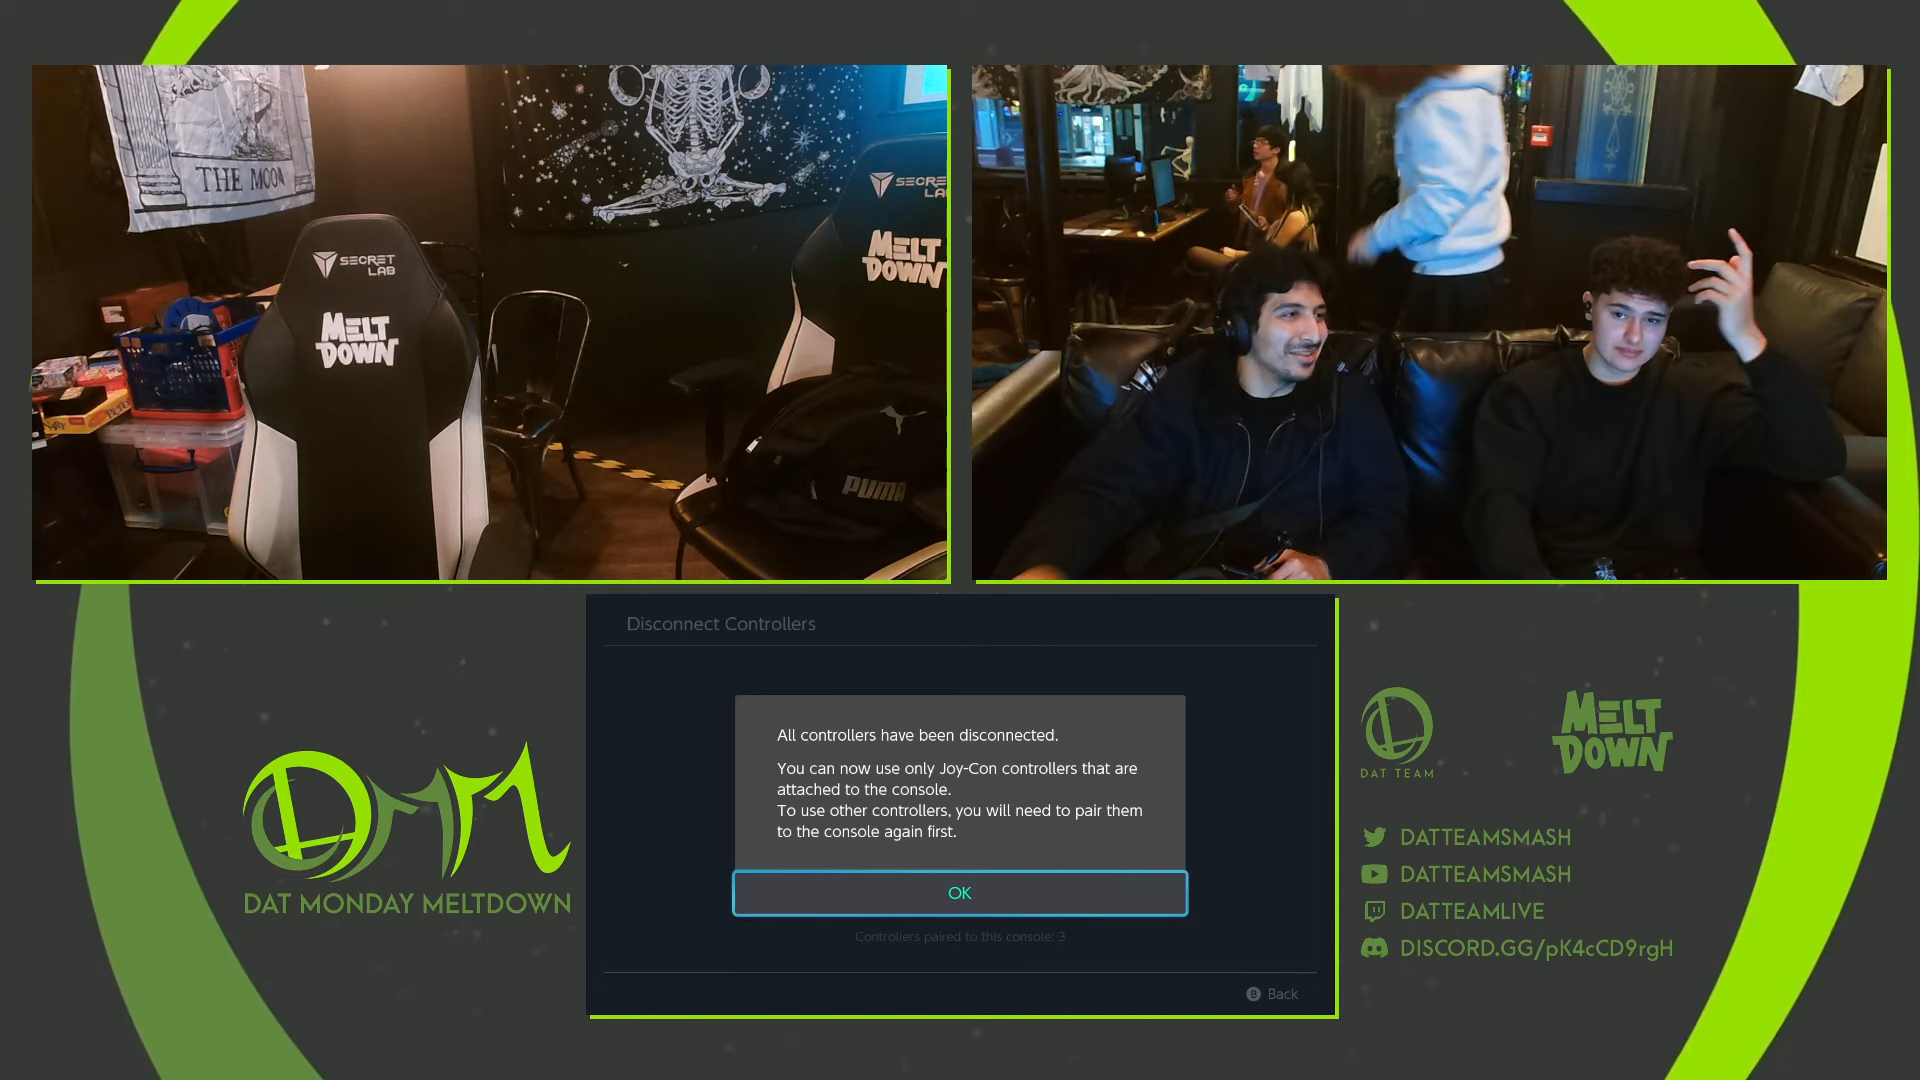 THE MOON
SECRET
LAB
MELT
DOWN
SECRE
LA
MELT
DOWN
PUMA
Disconnect Controllers
All controllers have been disconnected.
You can now use only Joy-Con controllers that are
attached to the console.
To use other controllers, you will need to pair them
to the console again first.
OK
Controllers paired to this console: 3
B Back
DMM
DAT MONDAY MELTDOWN
DAT TEAM
MELT
DOWN
DATTEAMSMASH
DATTEAMSMASH
DATTEAMLIVE
DISCORD.GG/pK4cCD9rgH